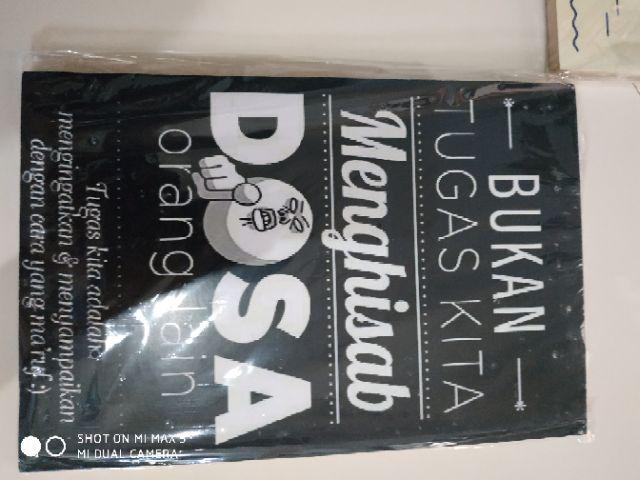 BUKAN
TUGAS KITA
Menghisab
DOSA
orang lain
Tugas kita adalah
mengingatkan & menyampaikan
dengan cara yang ma'ruf :)
SHOT ON MI MAX 3
MI DUAL CAMERA